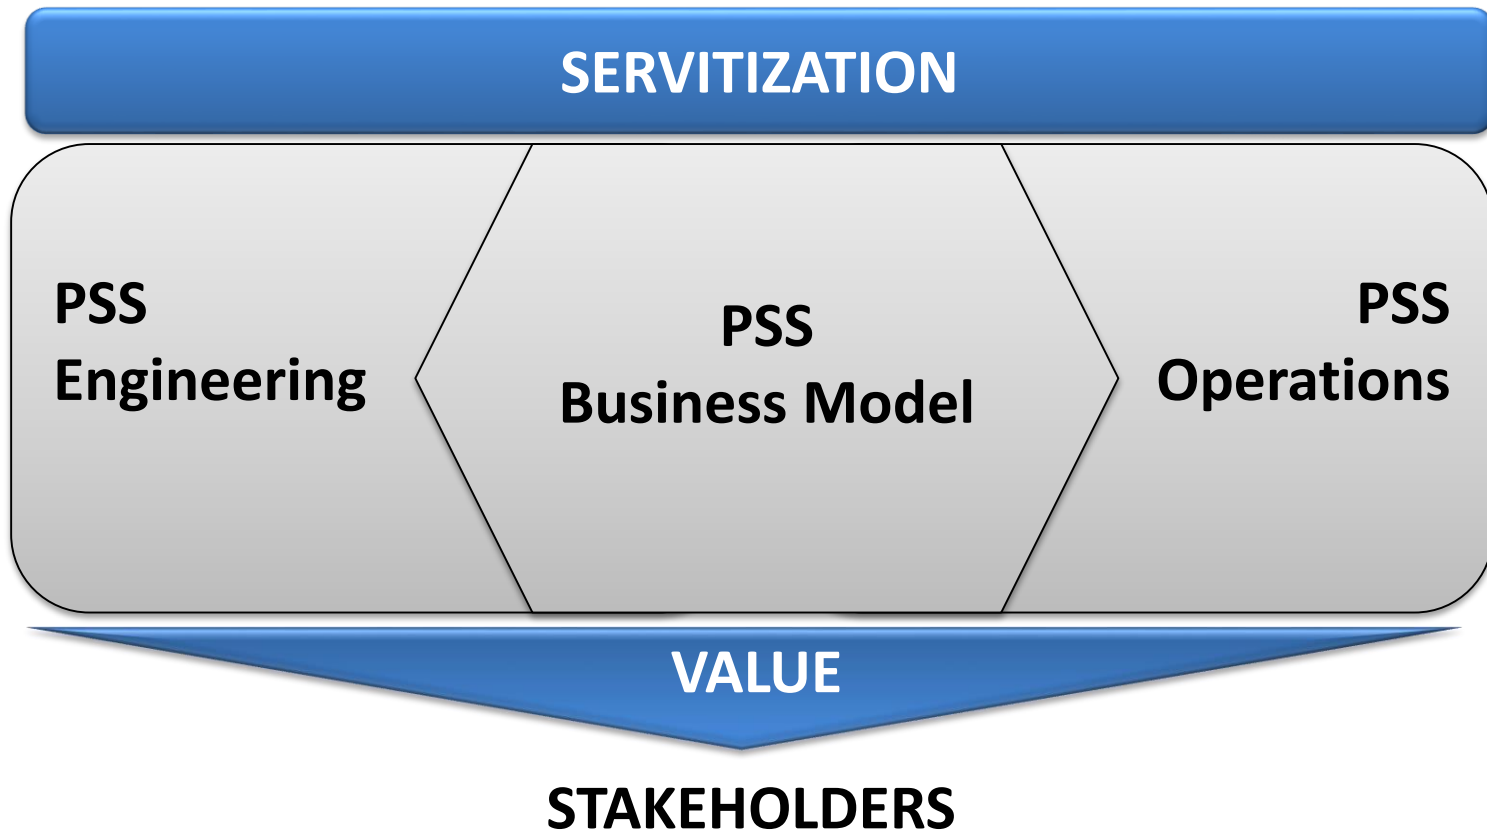 SERVITIZATION
PSS
Engineering
PSS
Business Model
PSS
Operations
VALUE
STAKEHOLDERS